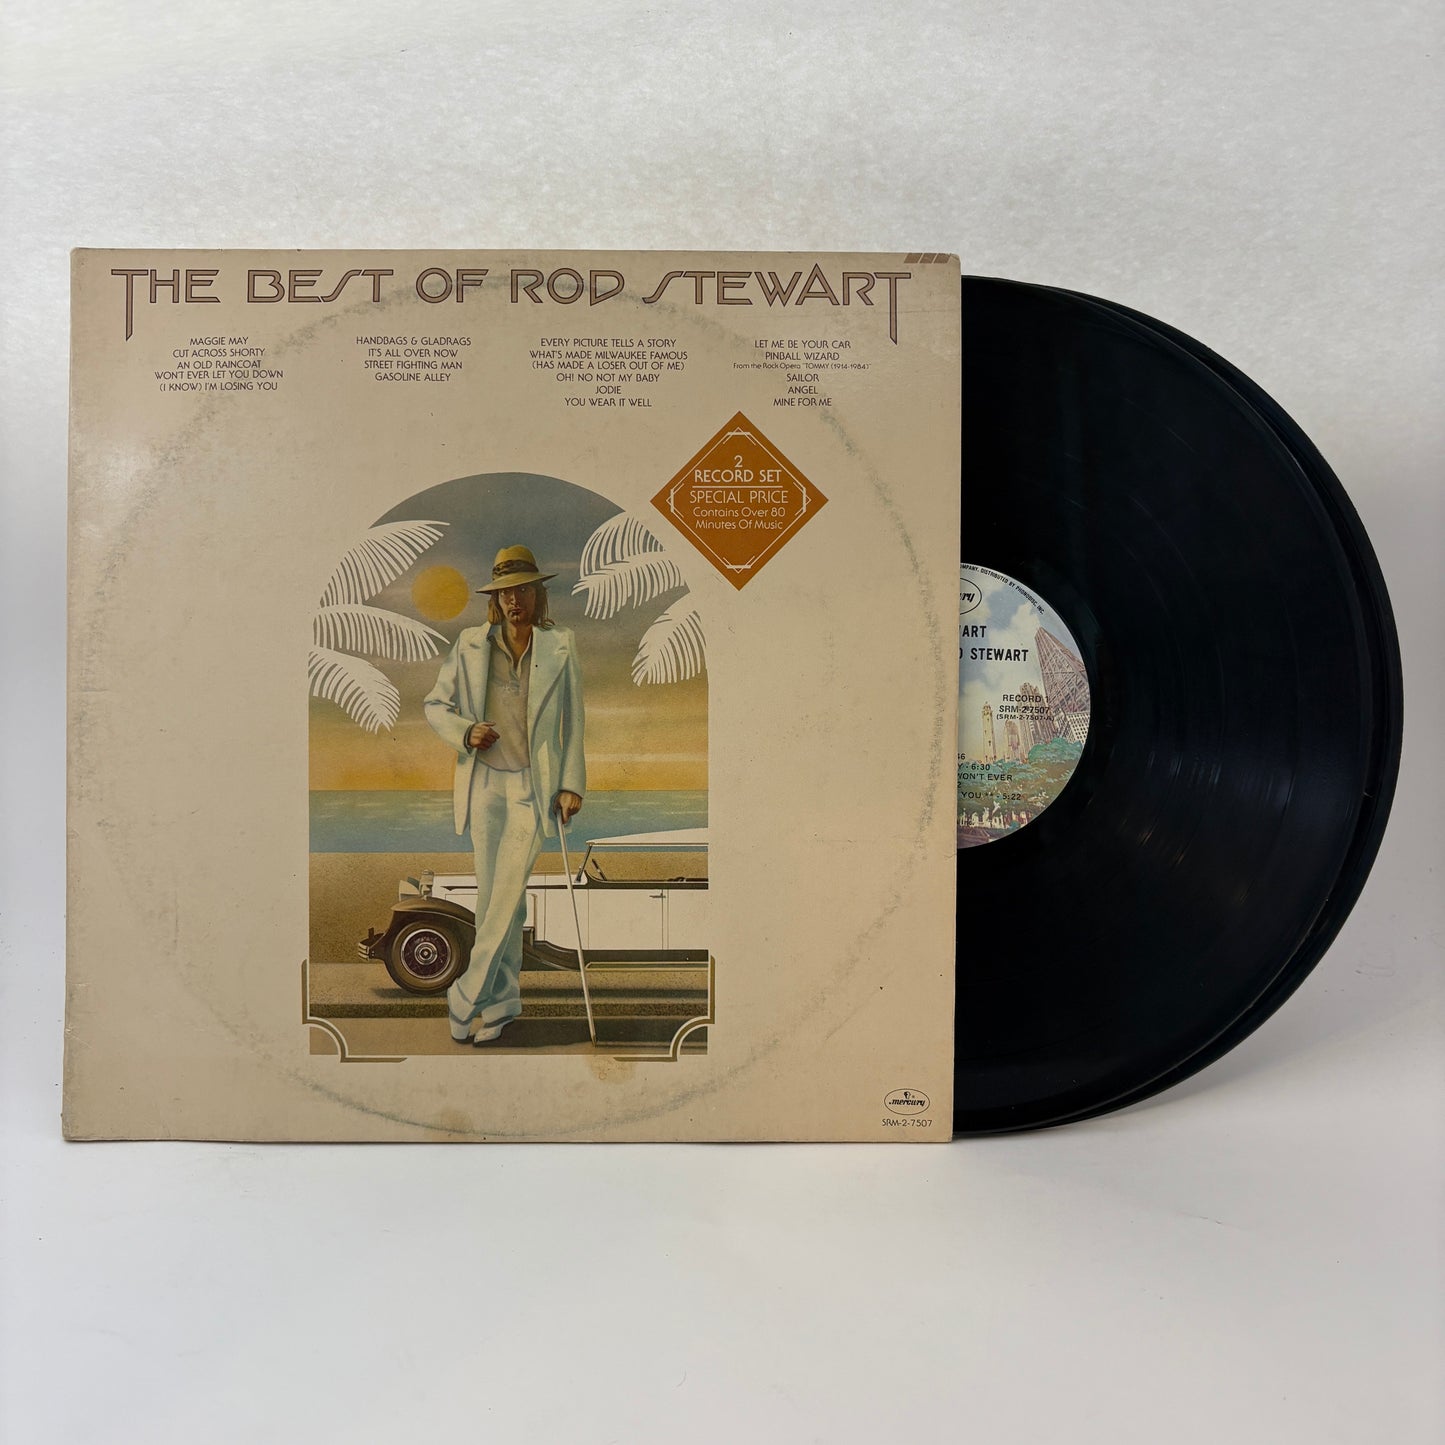 THE BEST OF ROD STEWART
MAGGIE MAY
CUT ACROSS SHORTY
AN OLD RAINCOAT
WON'T EVER LET YOU DOWN
(I KNOW) I'M LOSING YOU
HANDBAGS & GLADRAGS
IT'S ALL OVER NOW
STREET FIGHTING MAN
GASOLINE ALLEY
EVERY PICTURE TELLS A STORY
WHAT'S MADE MILWAUKEE FAMOUS
(HAS MADE A LOSER OUT OF ME)
OH! NO NOT MY BABY
JODIE
YOU WEAR IT WELL
LET ME BE YOUR CAR
PINBALL WIZARD
From the Rock Opera "TOMMY (1914-1984)"
SAILOR
ANGEL
MINE FOR ME
2
RECORD SET
SPECIAL PRICE
Contains Over 80
Minutes Of Music
mercury
SRM-2-7507
COMPANY. DISTRIBUTED BY PHONODISC, INC.
ART
STEWART
RECORD 1
SRM-2-7507
(SRM-2-7507-A)
6:30
WON'T EVER
YOU ** - 5:22